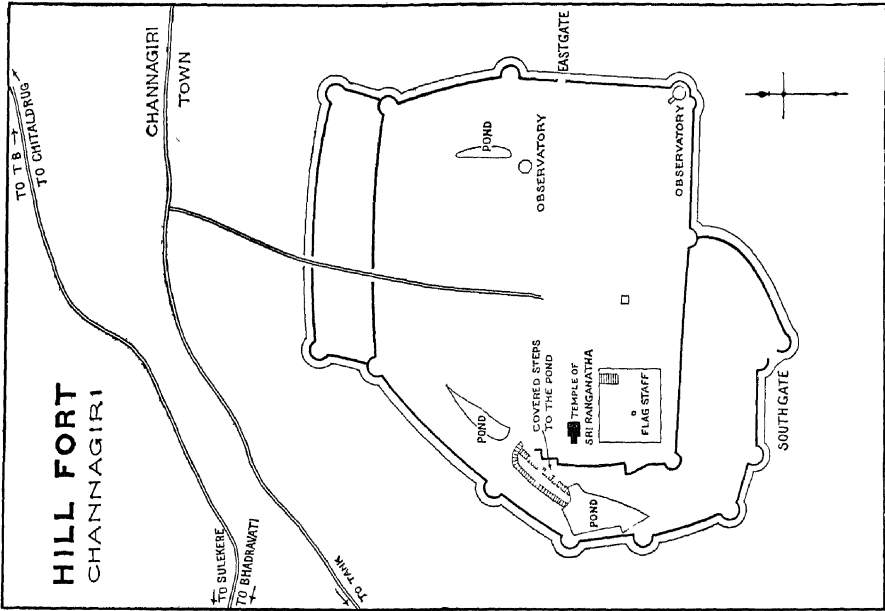 HILL FORT
CHANNAGIRI
TO SULEKERE
TO BHADRAVATI
TO TANK
TO T B
TO CHITALDRUG
CHANNAGIRI
TOWN
EASTGATE
POND
OBSERVATORY
OBSERVATORY
POND
COVERED STEPS
TO THE POND
TEMPLE OF
SRI RANGANATHA
FLAG STAFF
POND
SOUTHGATE